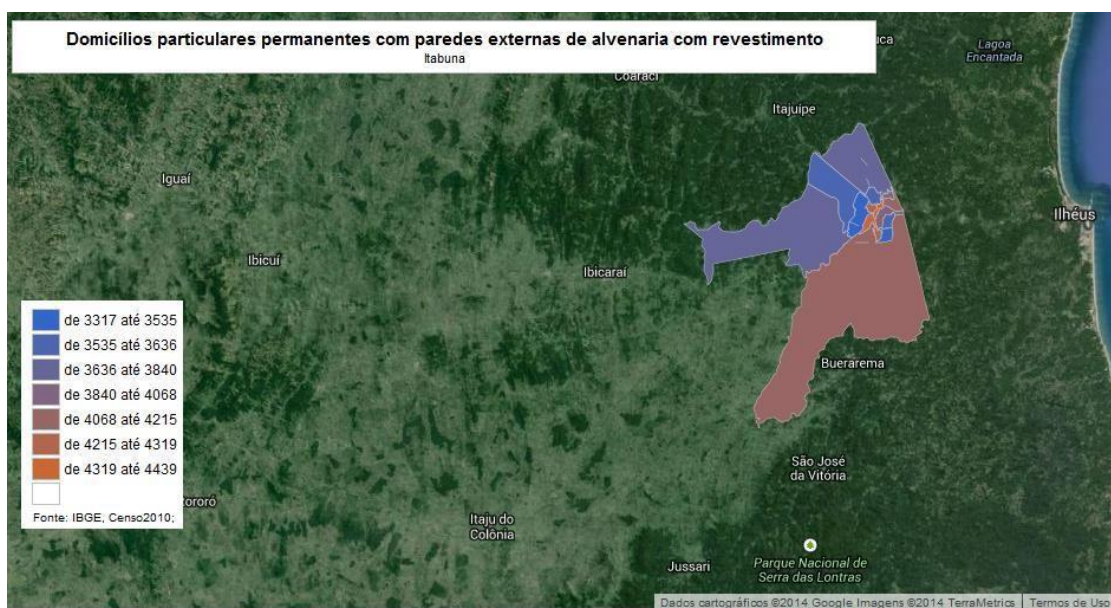 Domicílios particulares permanentes com paredes externas de alvenaria com revestimento
Itabuna
uca
Lagoa
Encantada
Coaraci
Itajuípe
Iguaí
Ilhéus
Ibicuí
Ibicaraí
de 3317 até 3535
de 3535 até 3636
de 3636 até 3840
de 3840 até 4068
de 4068 até 4215
de 4215 até 4319
de 4319 até 4439
Fonte: IBGE, Censo2010;
Buerarema
São José
da Vitória
tororó
Itaju do
Colônia
Jussari
Parque Nacional de
Serra das Lontras
Dados cartográficos ©2014 Google Imagens ©2014 TerraMetrics
Termos de Uso